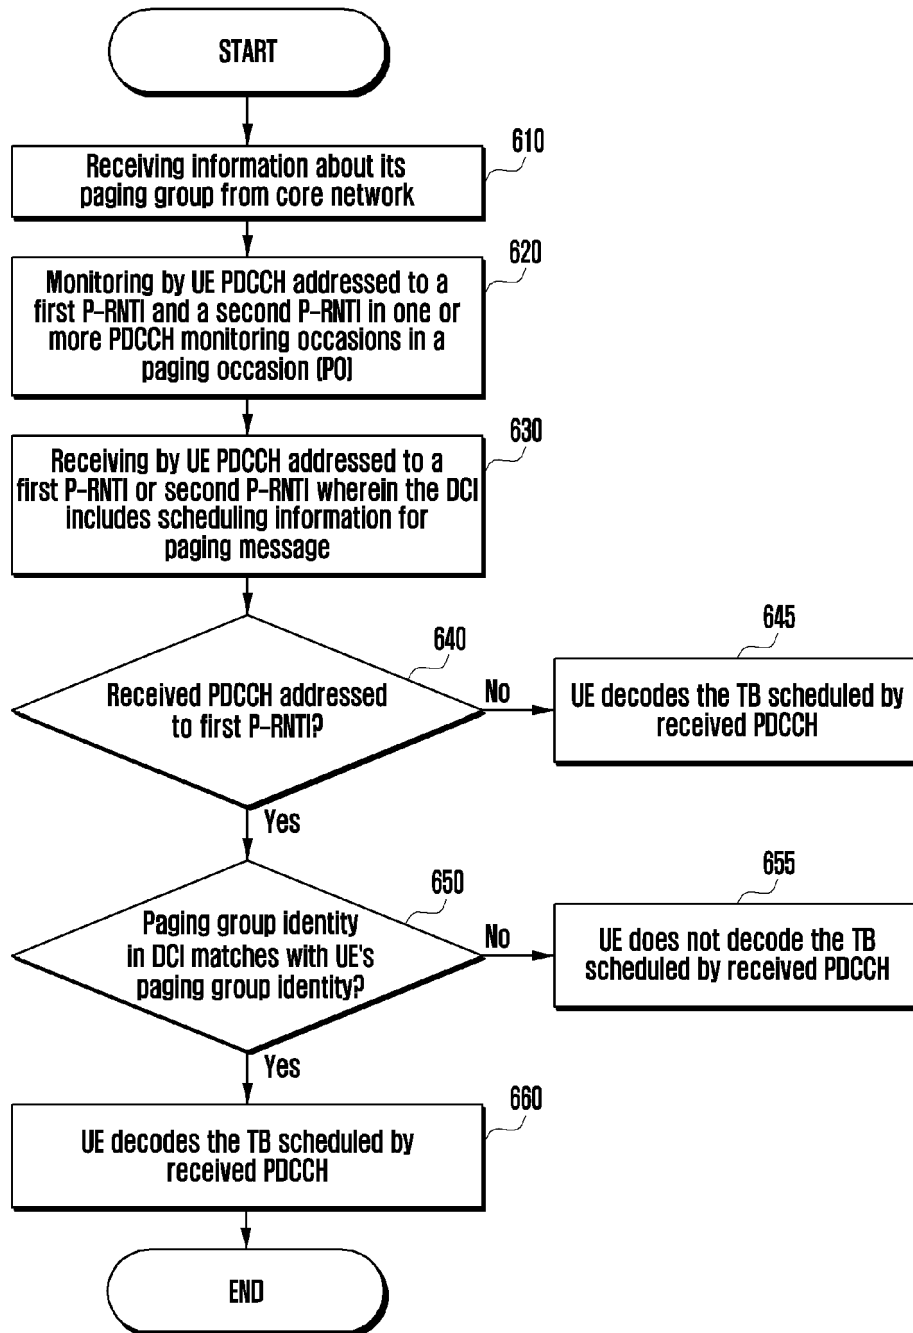 START
610
Receiving information about its
paging group from core network
620
Monitoring by UE PDCCH addressed to a
first P-RNTI and a second P-RNTI in one or
more PDCCH monitoring occasions in a
paging occasion (PO)
630
Receiving by UE PDCCH addressed to a
first P-RNTI or second P-RNTI wherein the DCI
includes scheduling information for
paging message
640
Received PDCCH addressed
to first P-RNTI?
No
645
UE decodes the TB scheduled by
received PDCCH
Yes
650
Paging group identity
in DCI matches with UE's
paging group identity?
No
655
UE does not decode the TB
scheduled by received PDCCH
Yes
660
UE decodes the TB scheduled by
received PDCCH
END